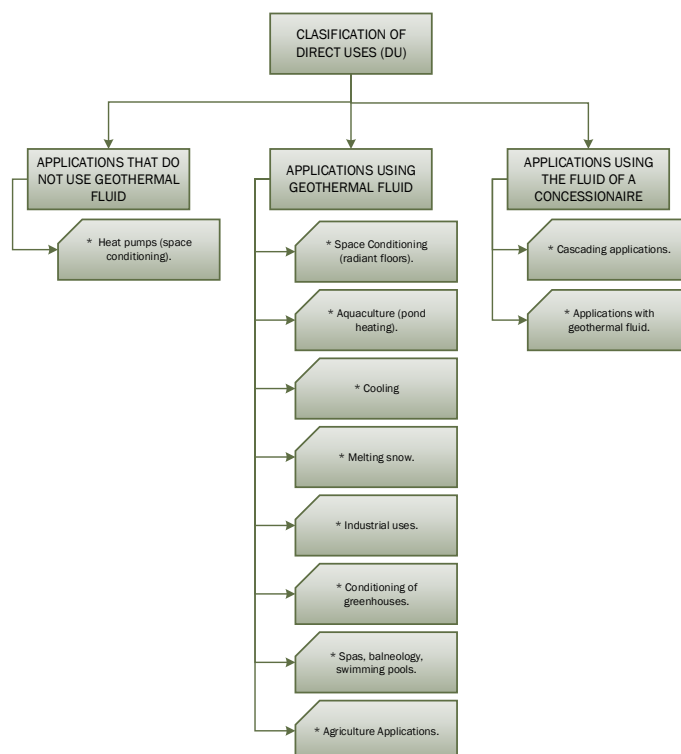 CLASIFICATION OF
DIRECT USES (DU)
APPLICATIONS THAT DO
NOT USE GEOTHERMAL
FLUID
* Heat pumps (space
conditioning).
APPLICATIONS USING
GEOTHERMAL FLUID
* Space Conditioning
(radiant floors).
* Aquaculture (pond
heating).
* Cooling
* Melting snow.
* Industrial uses.
* Conditioning of
greenhouses.
* Spas, balneology,
swimming pools.
* Agriculture Applications.
APPLICATIONS USING
THE FLUID OF A
CONCESSIONAIRE
* Cascading applications.
* Applications with
geothermal fluid.